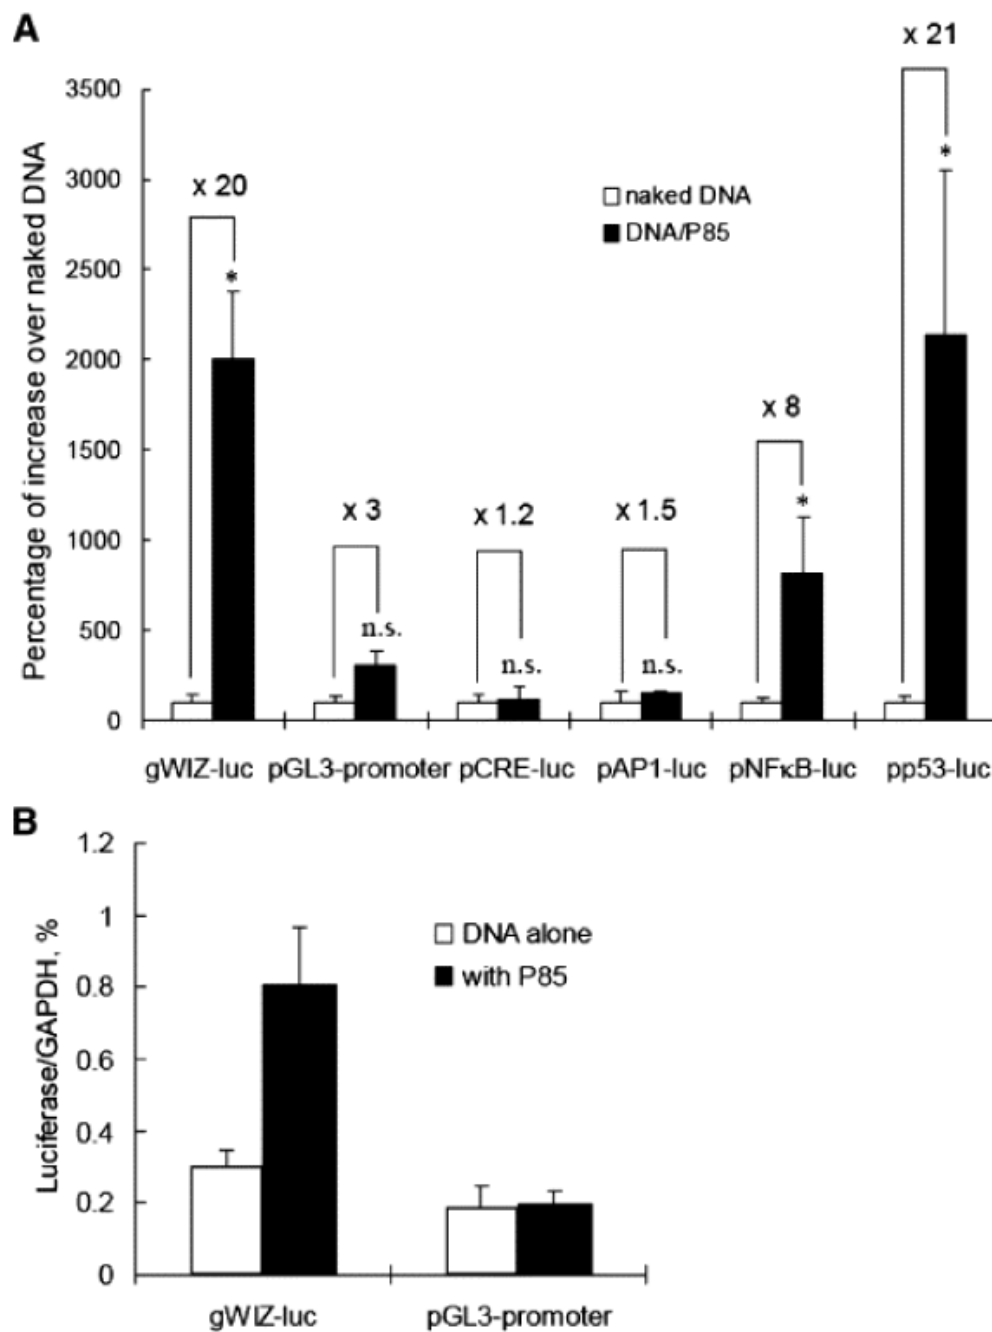 A
x 21
3500
3000
2500
2000
1500
1000
500
0
Percentage of increase over naked DNA
naked DNA
DNA/P85
x 20
*
x 3
n.s.
x 1.2
n.s.
x 1.5
n.s.
x 8
*
*
gWIZ-luc pGL3-promoter pCRE-luc pAP1-luc pNFκB-luc pp53-luc
B
1.2
1
0.8
0.6
0.4
0.2
0
Luciferase/GAPDH, %
DNA alone
with P85
gWIZ-luc pGL3-promoter